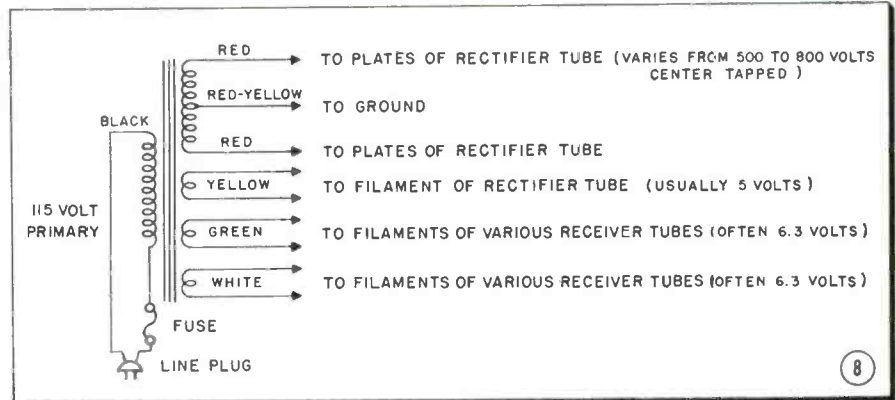 RED
TO PLATES OF RECTIFIER TUBE (VARIES FROM 500 TO 800 VOLTS
CENTER TAPPED )
RED-YELLOW
TO GROUND
BLACK
RED
TO PLATES OF RECTIFIER TUBE
YELLOW
TO FILAMENT OF RECTIFIER TUBE (USUALLY 5 VOLTS )
115 VOLT
PRIMARY
GREEN
TO FILAMENTS OF VARIOUS RECEIVER TUBES (OFTEN 6.3 VOLTS )
WHITE
TO FILAMENTS OF VARIOUS RECEIVER TUBES (OFTEN 6.3 VOLTS )
FUSE
LINE PLUG
8